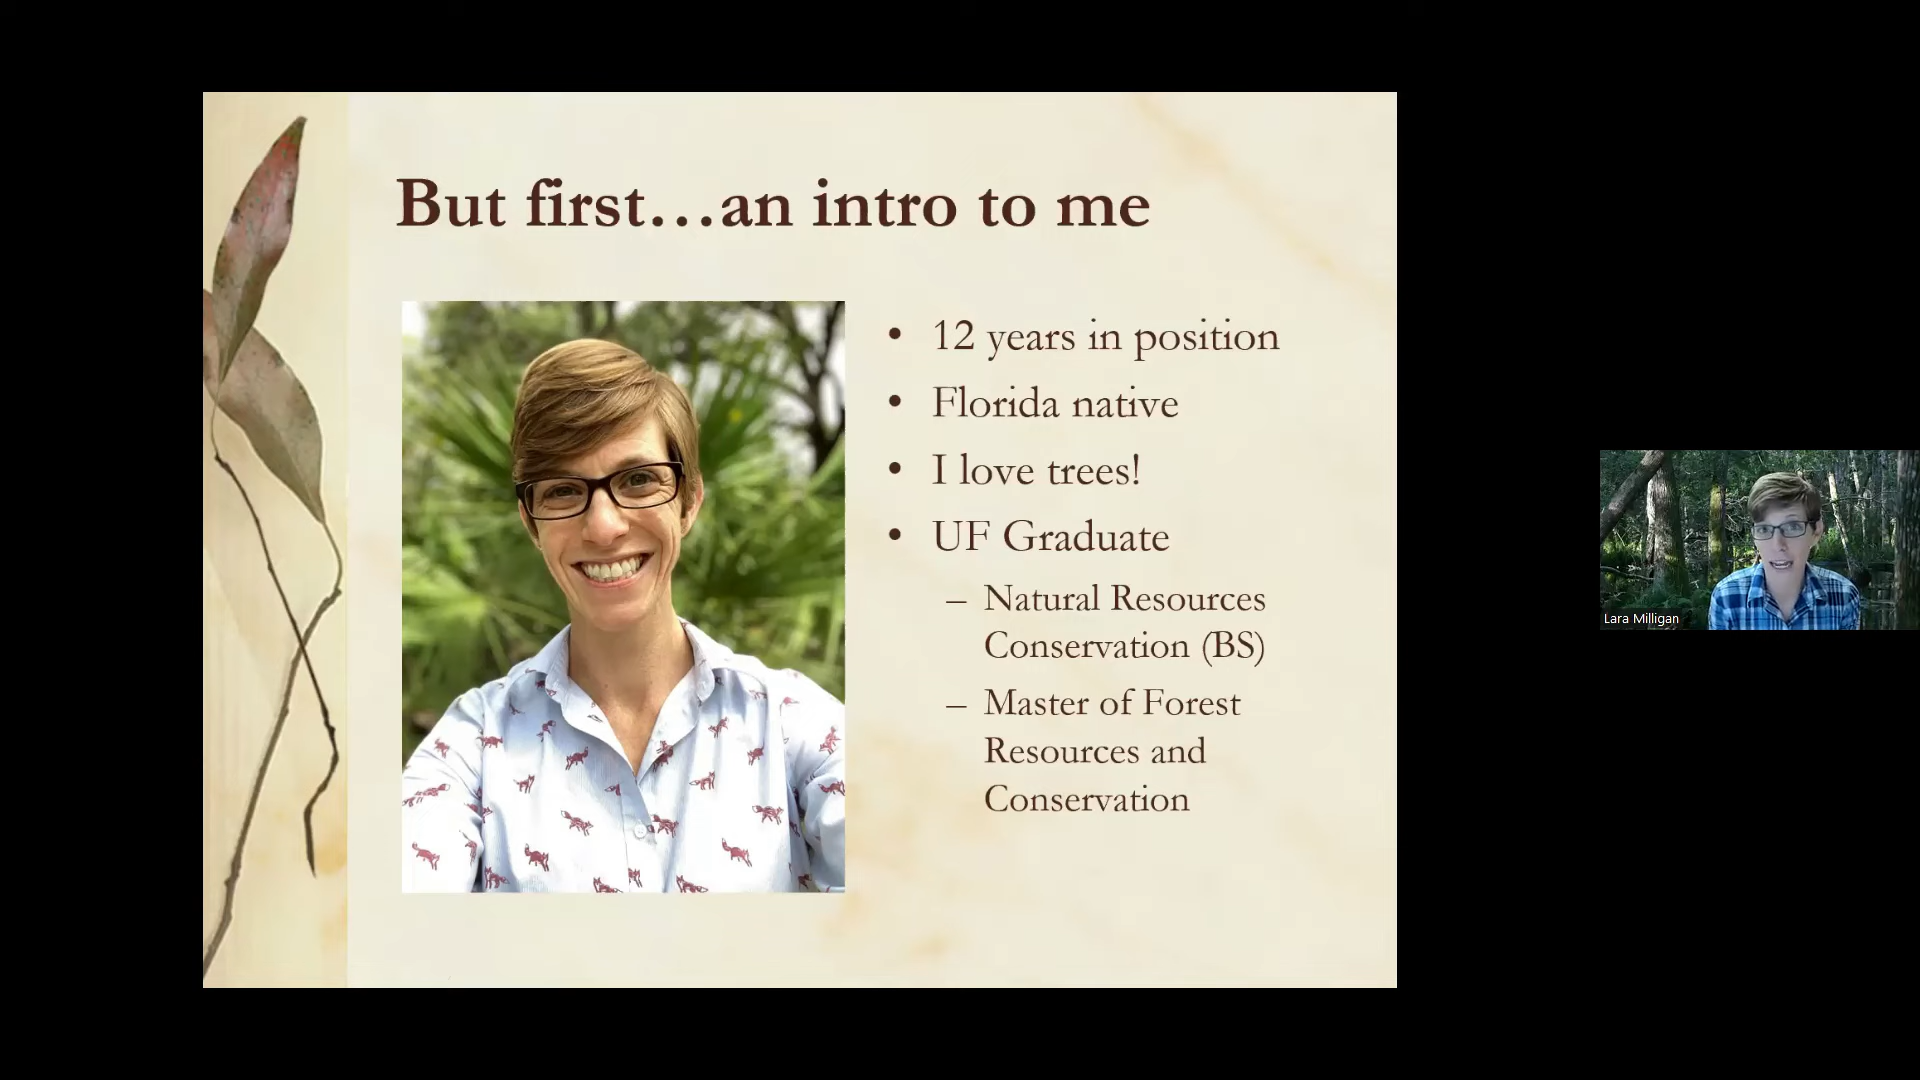 But first…an intro to me
• 12 years in position
• Florida native
• I love trees!
• UF Graduate
– Natural Resources
Conservation (BS)
– Master of Forest
Resources and
Conservation
Lara Milligan